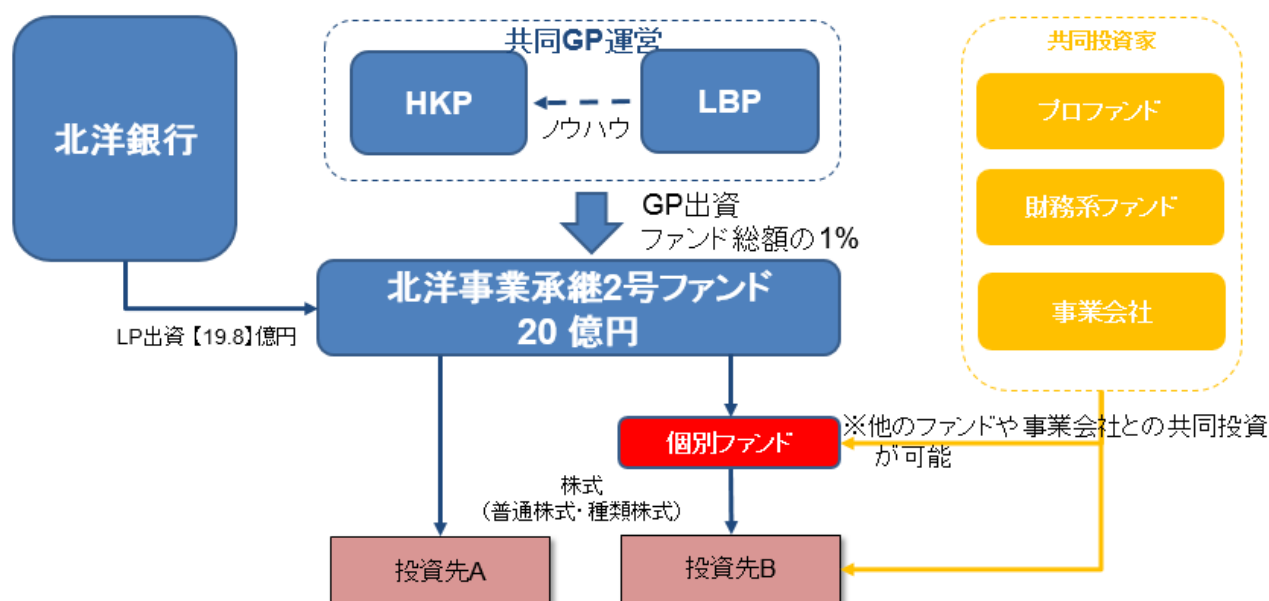 北洋銀行
共同GP運営
HKP
LBP
ノウハウ
共同投資家
プロファンド
財務系ファンド
事業会社
GP出資
ファンド総額の1%
北洋事業承継2号ファンド
20 億円
LP出資【19.8】億円
個別ファンド
※他のファンドや事業会社との共同投資
が可能
株式
（普通株式・種類株式）
投資先A
投資先B